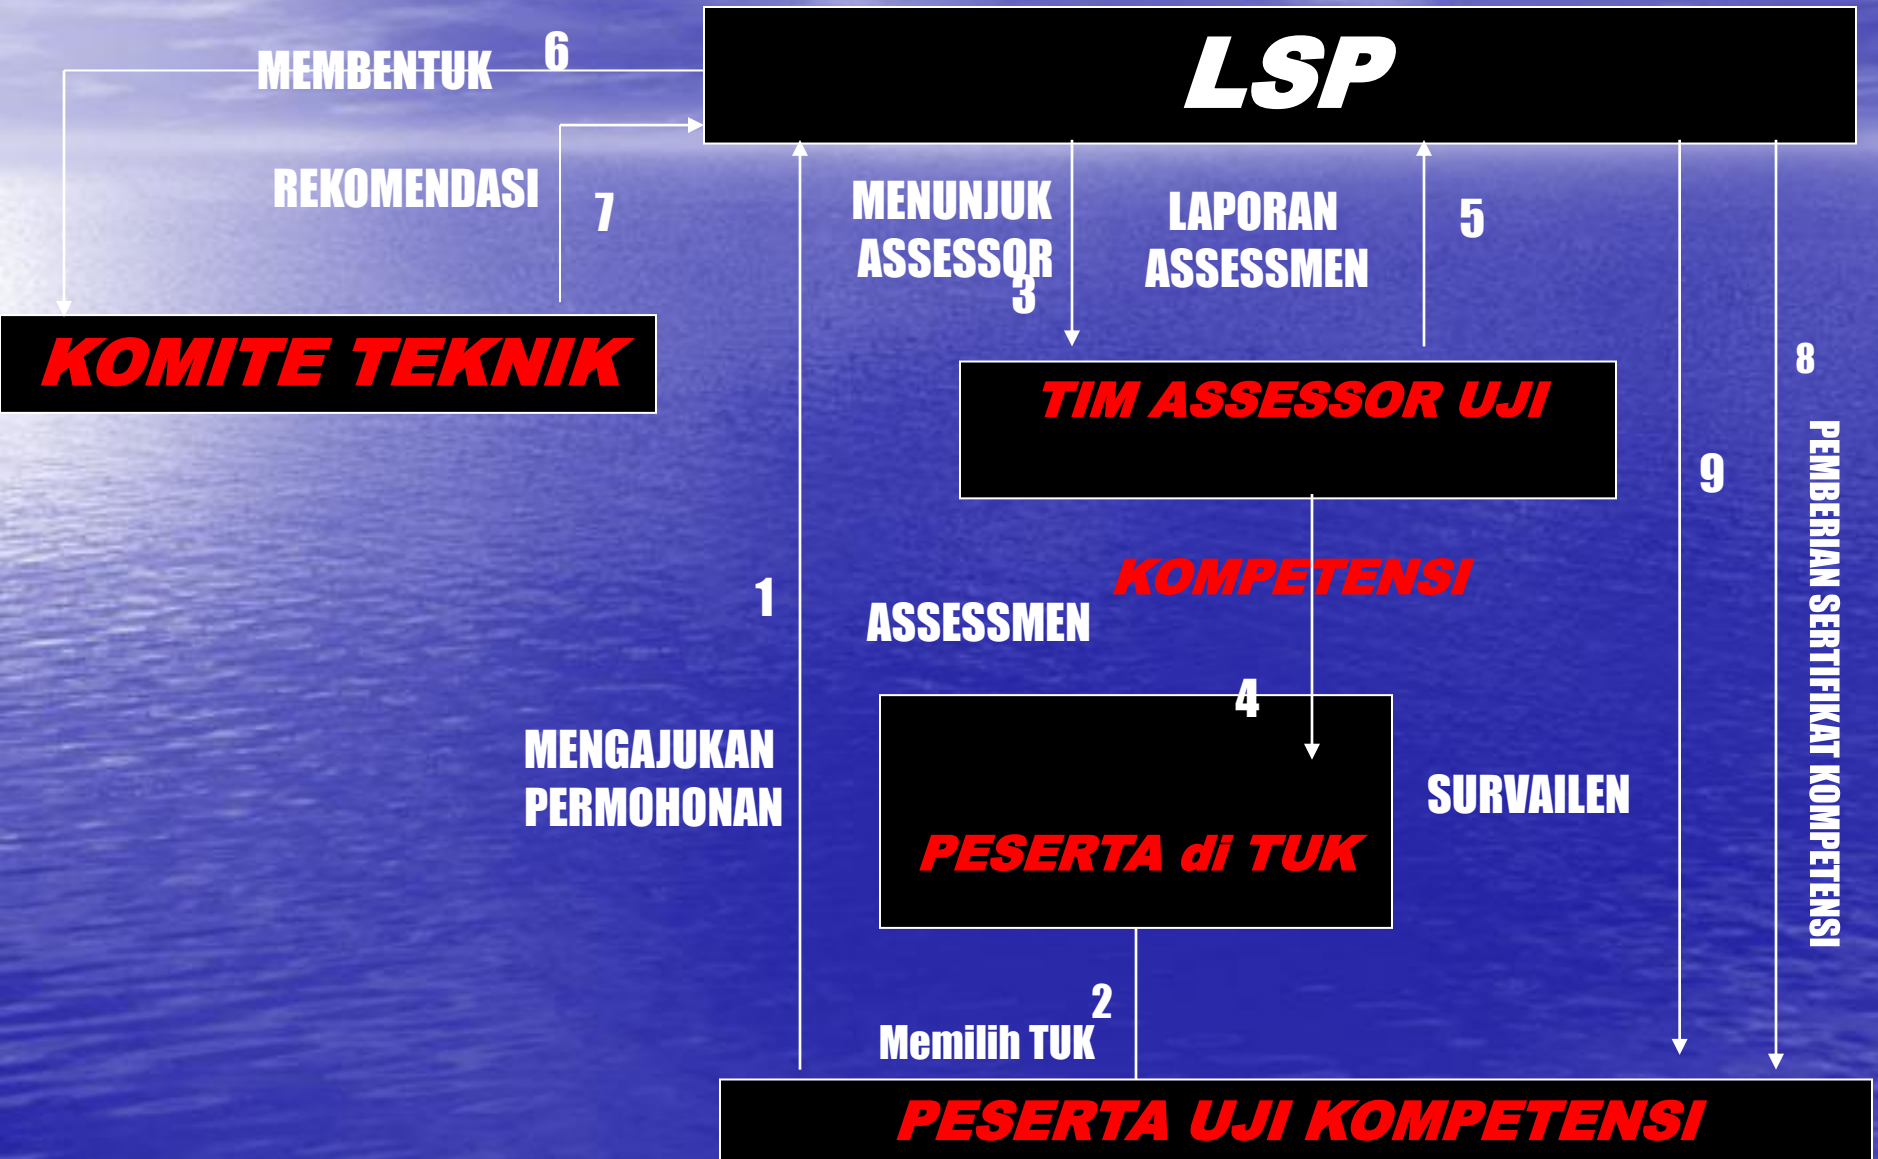 LSP
MEMBENTUK
6
REKOMENDASI
7
MENUNJUK
ASSESSOR
3
LAPORAN
ASSESSMEN
5
KOMITE TEKNIK
TIM ASSESSOR UJI
KOMPETENSI
8
PEMBERIAN SERTIFIKAT KOMPETENSI
9
1
ASSESSMEN
4
MENGAJUKAN
PERMOHONAN
SURVAILEN
PESERTA di TUK
2
Memilih TUK
PESERTA UJI KOMPETENSI